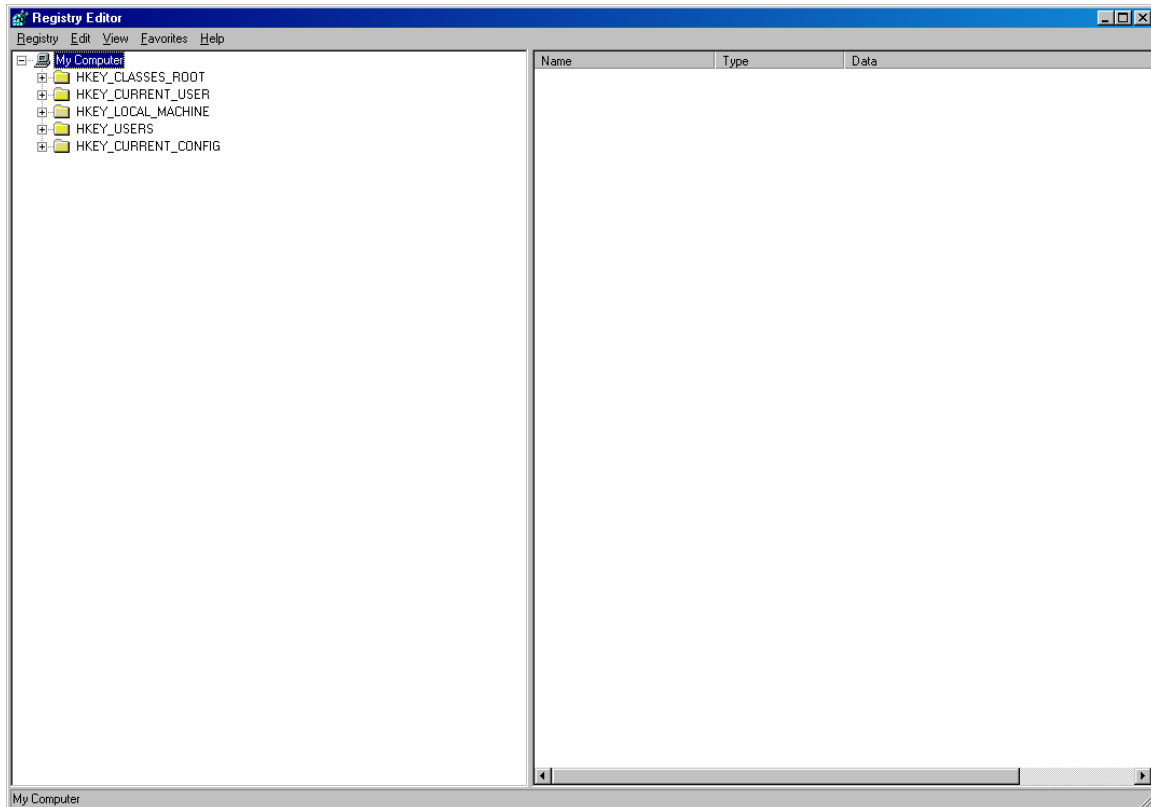 Registry Editor
Registry Edit View Favorites Help
My Computer
HKEY_CLASSES_ROOT
HKEY_CURRENT_USER
HKEY_LOCAL_MACHINE
HKEY_USERS
HKEY_CURRENT_CONFIG
Name Type Data
My Computer